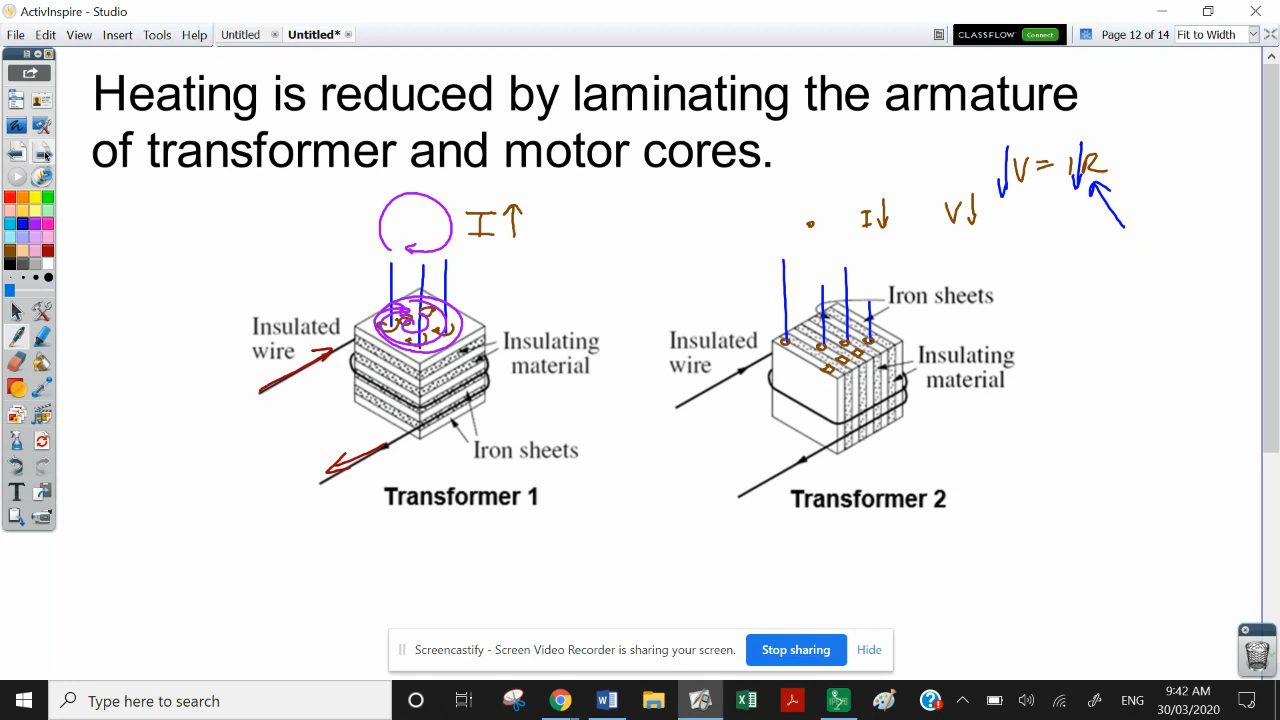 ActivInspire - Studio
File Edit View Insert Tools Help Untitled Untitled* CLASSFLOW Connect Page 12 of 14 Fit to Width
Heating is reduced by laminating the armature
of transformer and motor cores.
V = IR
I↑ I↓ V↓
Insulated
wire
Insulating
material
Iron sheets
Transformer 1
Insulated
wire
Iron sheets
Insulating
material
Transformer 2
Screencastify - Screen Video Recorder is sharing your screen. Stop sharing Hide
Type here to search
ENG
9:42 AM
30/03/2020